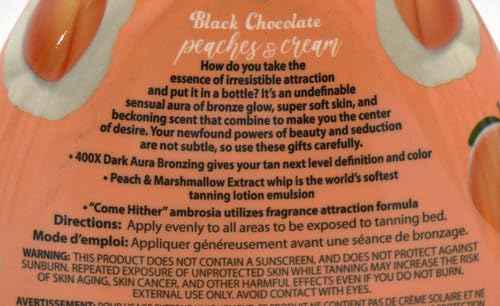 Black Chocolate
peaches & cream
How do you take the
essence of irresistible attraction
and put it in a bottle? It's an undefinable
sensual aura of bronze glow, super soft skin, and
beckoning scent that combine to make you the center
of desire. Your newfound powers of beauty and seduction
are not subtle, so use these gifts carefully.
• 400X Dark Aura Bronzing gives your tan next level definition and color
• Peach & Marshmallow Extract whip is the world's softest
tanning lotion emulsion
• "Come Hither" ambrosia utilizes fragrance attraction formula
Directions: Apply evenly to all areas to be exposed to tanning bed.
Mode d'emploi: Appliquer généreusement avant une séance de bronzage.
WARNING: THIS PRODUCT DOES NOT CONTAIN A SUNSCREEN, AND DOES NOT PROTECT AGAINST
SUNBURN. REPEATED EXPOSURE OF UNPROTECTED SKIN WHILE TANNING MAY INCREASE THE RISK
OF SKIN AGING, SKIN CANCER, AND OTHER HARMFUL EFFECTS EVEN IF YOU DO NOT BURN.
EXTERNAL USE ONLY. AVOID CONTACT WITH EYES.
AVERTISSEMENT: PAS DE CRÈME SOLAIRE ET NE